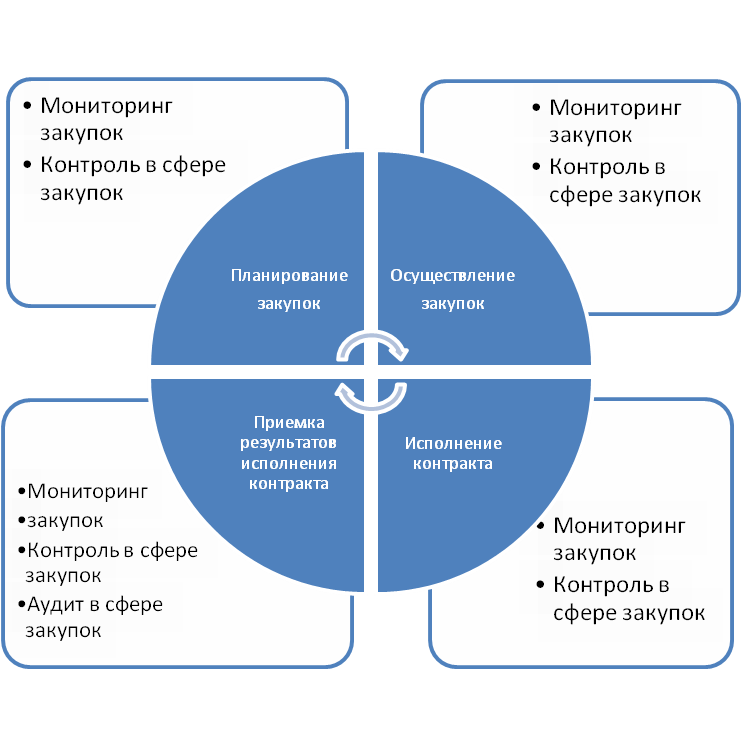 • Мониторинг
закупок
• Контроль в сфере
закупок
• Мониторинг
закупок
• Контроль в
сфере закупок
Планирование
закупок
Осуществление
закупок
Приемка
результатов
исполнения
контракта
Исполнение
контракта
•Мониторинг
•закупок
•Контроль в сфере
закупок
•Аудит в сфере
закупок
• Мониторинг
закупок
• Контроль в
сфере закупок